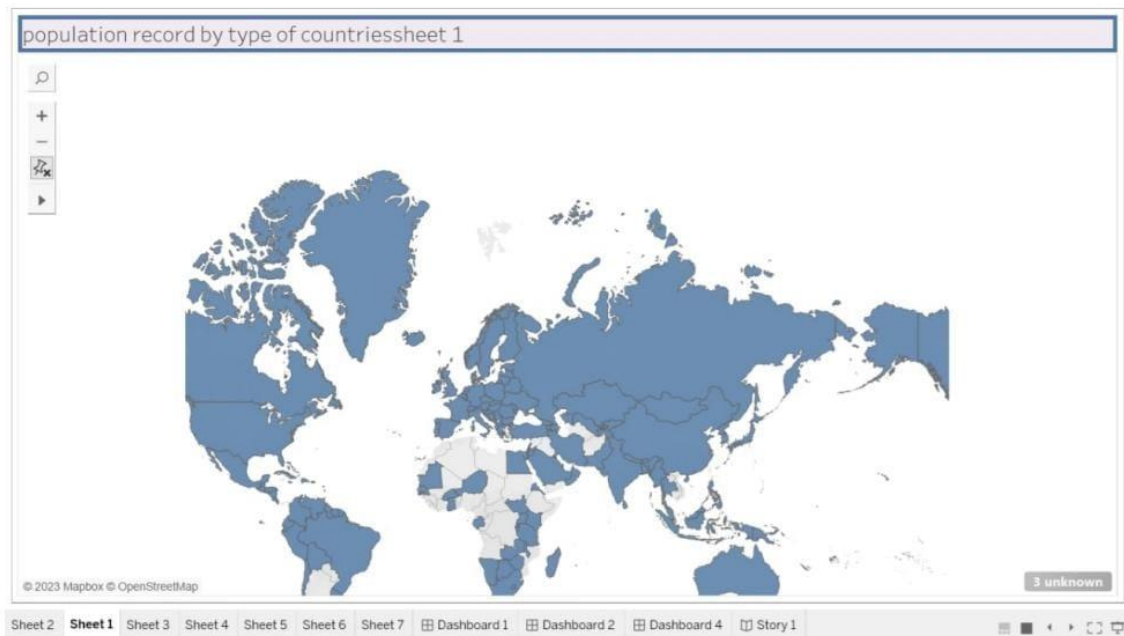 population record by type of countriessheet 1
© 2023 Mapbox © OpenStreetMap
3 unknown
Sheet 2 Sheet 1 Sheet 3 Sheet 4 Sheet 5 Sheet 6 Sheet 7 Dashboard 1 Dashboard 2 Dashboard 4 Story 1